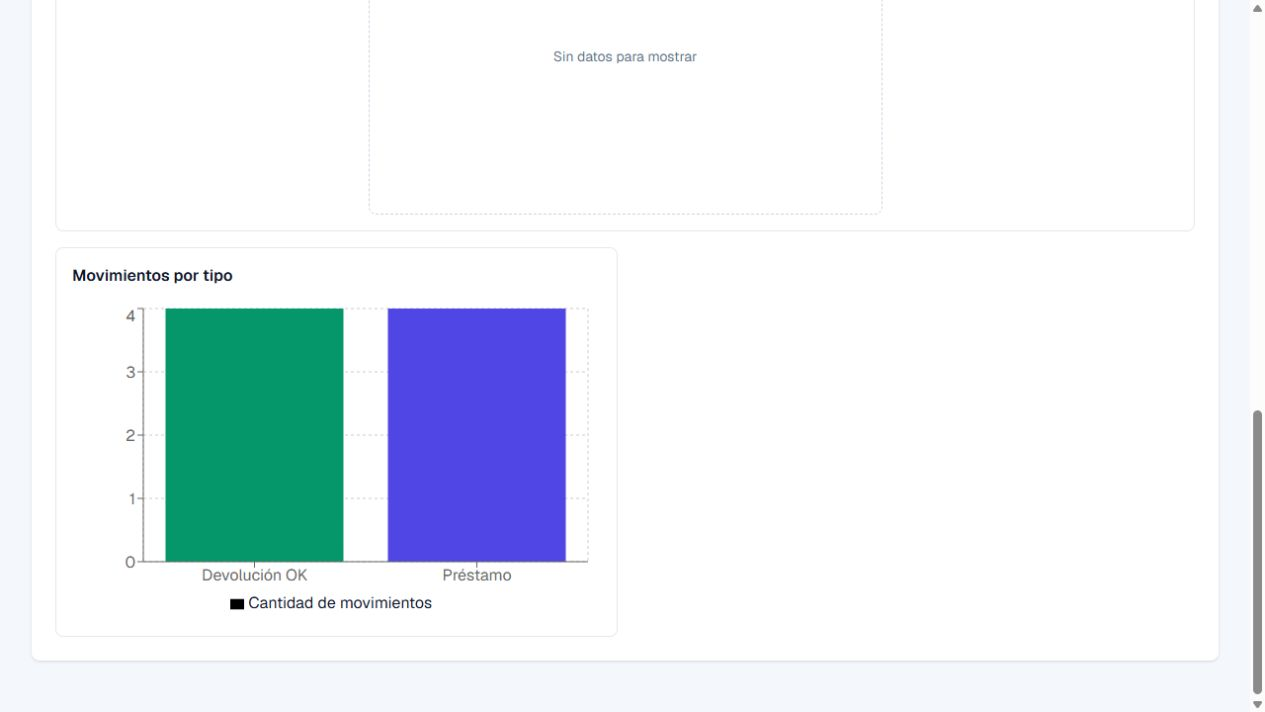 Sin datos para mostrar
Movimientos por tipo
4
3
2
1
0
Devolución OK
Préstamo
Cantidad de movimientos